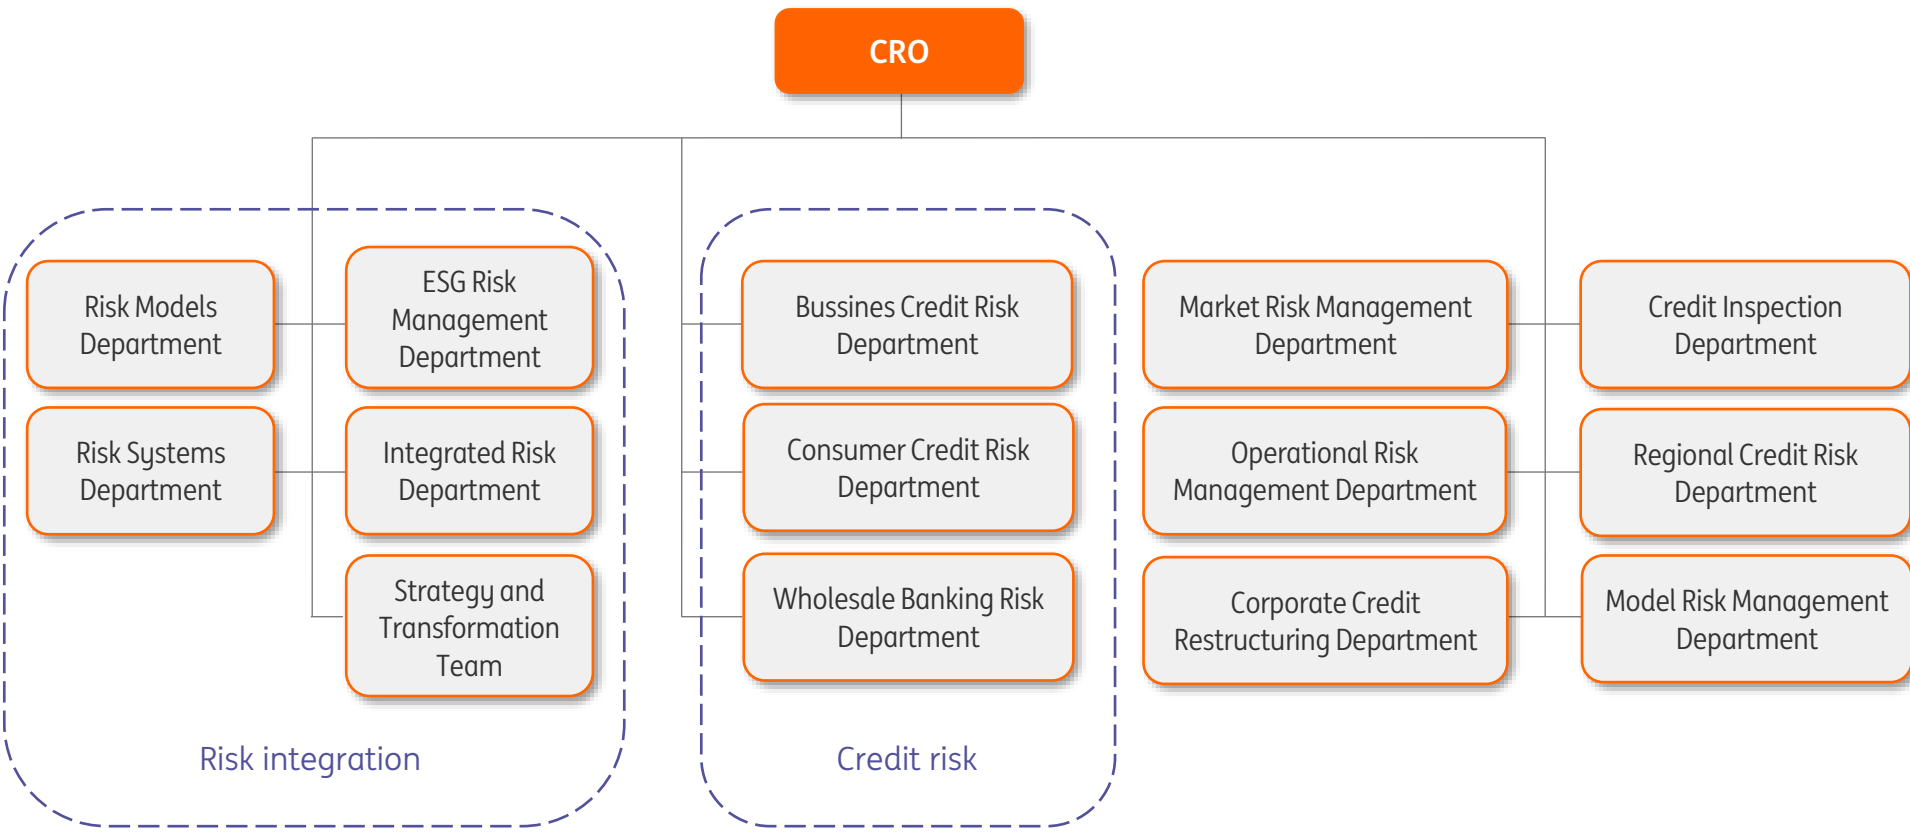 CRO
Risk Models
Department
ESG Risk
Management
Department
Bussines Credit Risk
Department
Market Risk Management
Department
Credit Inspection
Department
Risk Systems
Department
Integrated Risk
Department
Consumer Credit Risk
Department
Operational Risk
Management Department
Regional Credit Risk
Department
Strategy and
Transformation
Team
Wholesale Banking Risk
Department
Corporate Credit
Restructuring Department
Model Risk Management
Department
Risk integration
Credit risk